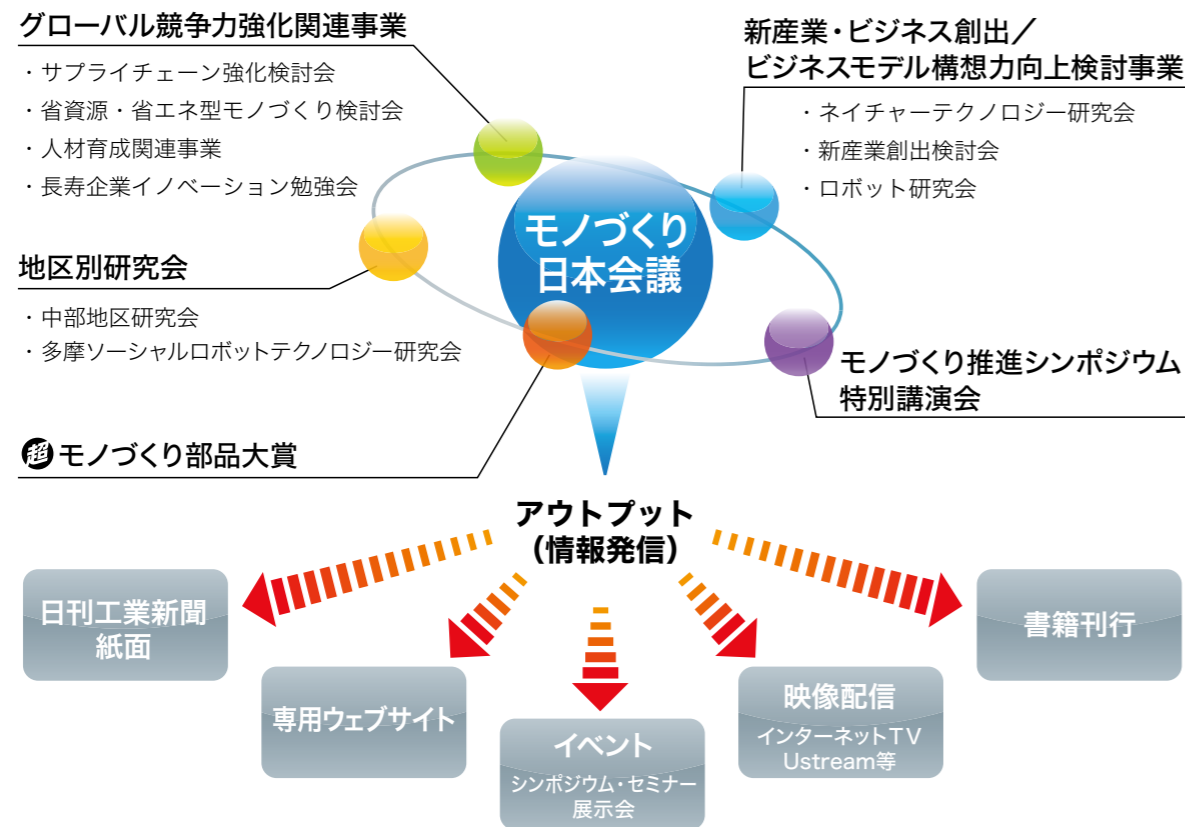 グローバル競争力強化関連事業
・サプライチェーン強化検討会
・省資源・省エネ型モノづくり検討会
・人材育成関連事業
・長寿企業イノベーション勉強会
新産業・ビジネス創出／
ビジネスモデル構想力向上検討事業
・ネイチャーテクノロジー研究会
・新産業創出検討会
・ロボット研究会
モノづくり
日本会議
地区別研究会
・中部地区研究会
・多摩ソーシャルロボットテクノロジー研究会
モノづくり推進シンポジウム
特別講演会
超モノづくり部品大賞
アウトプット
（情報発信）
日刊工業新聞
紙面
専用ウェブサイト
イベント
シンポジウム・セミナー
展示会
映像配信
インターネットTV
Ustream等
書籍刊行